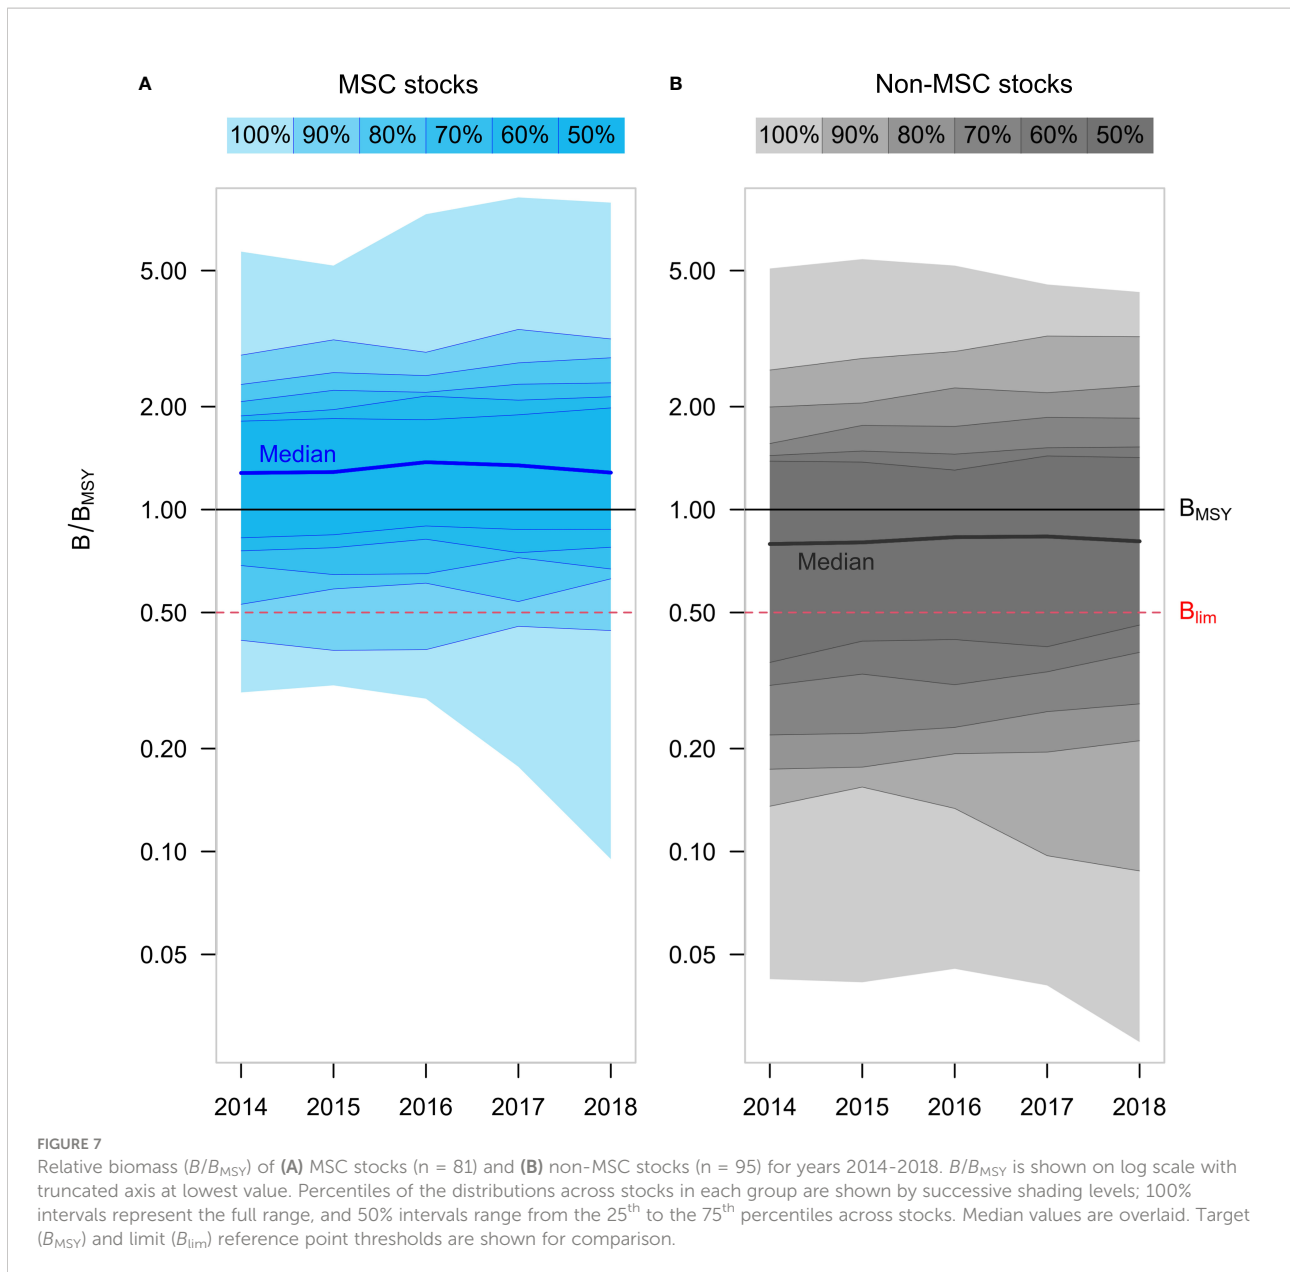 A MSC stocks
100% 90% 80% 70% 60% 50%
B Non-MSC stocks
100% 90% 80% 70% 60% 50%
B/BMSY
5.00
2.00
1.00
0.50
0.20
0.10
0.05
Median
2014 2015 2016 2017 2018
5.00
2.00
1.00
0.50
0.20
0.10
0.05
Median
BMSY
Blim
2014 2015 2016 2017 2018
FIGURE 7
Relative biomass (B/BMSY) of (A) MSC stocks (n = 81) and (B) non-MSC stocks (n = 95) for years 2014-2018. B/BMSY is shown on log scale with
truncated axis at lowest value. Percentiles of the distributions across stocks in each group are shown by successive shading levels; 100%
intervals represent the full range, and 50% intervals range from the 25th to the 75th percentiles across stocks. Median values are overlaid. Target
(BMSY) and limit (Blim) reference point thresholds are shown for comparison.